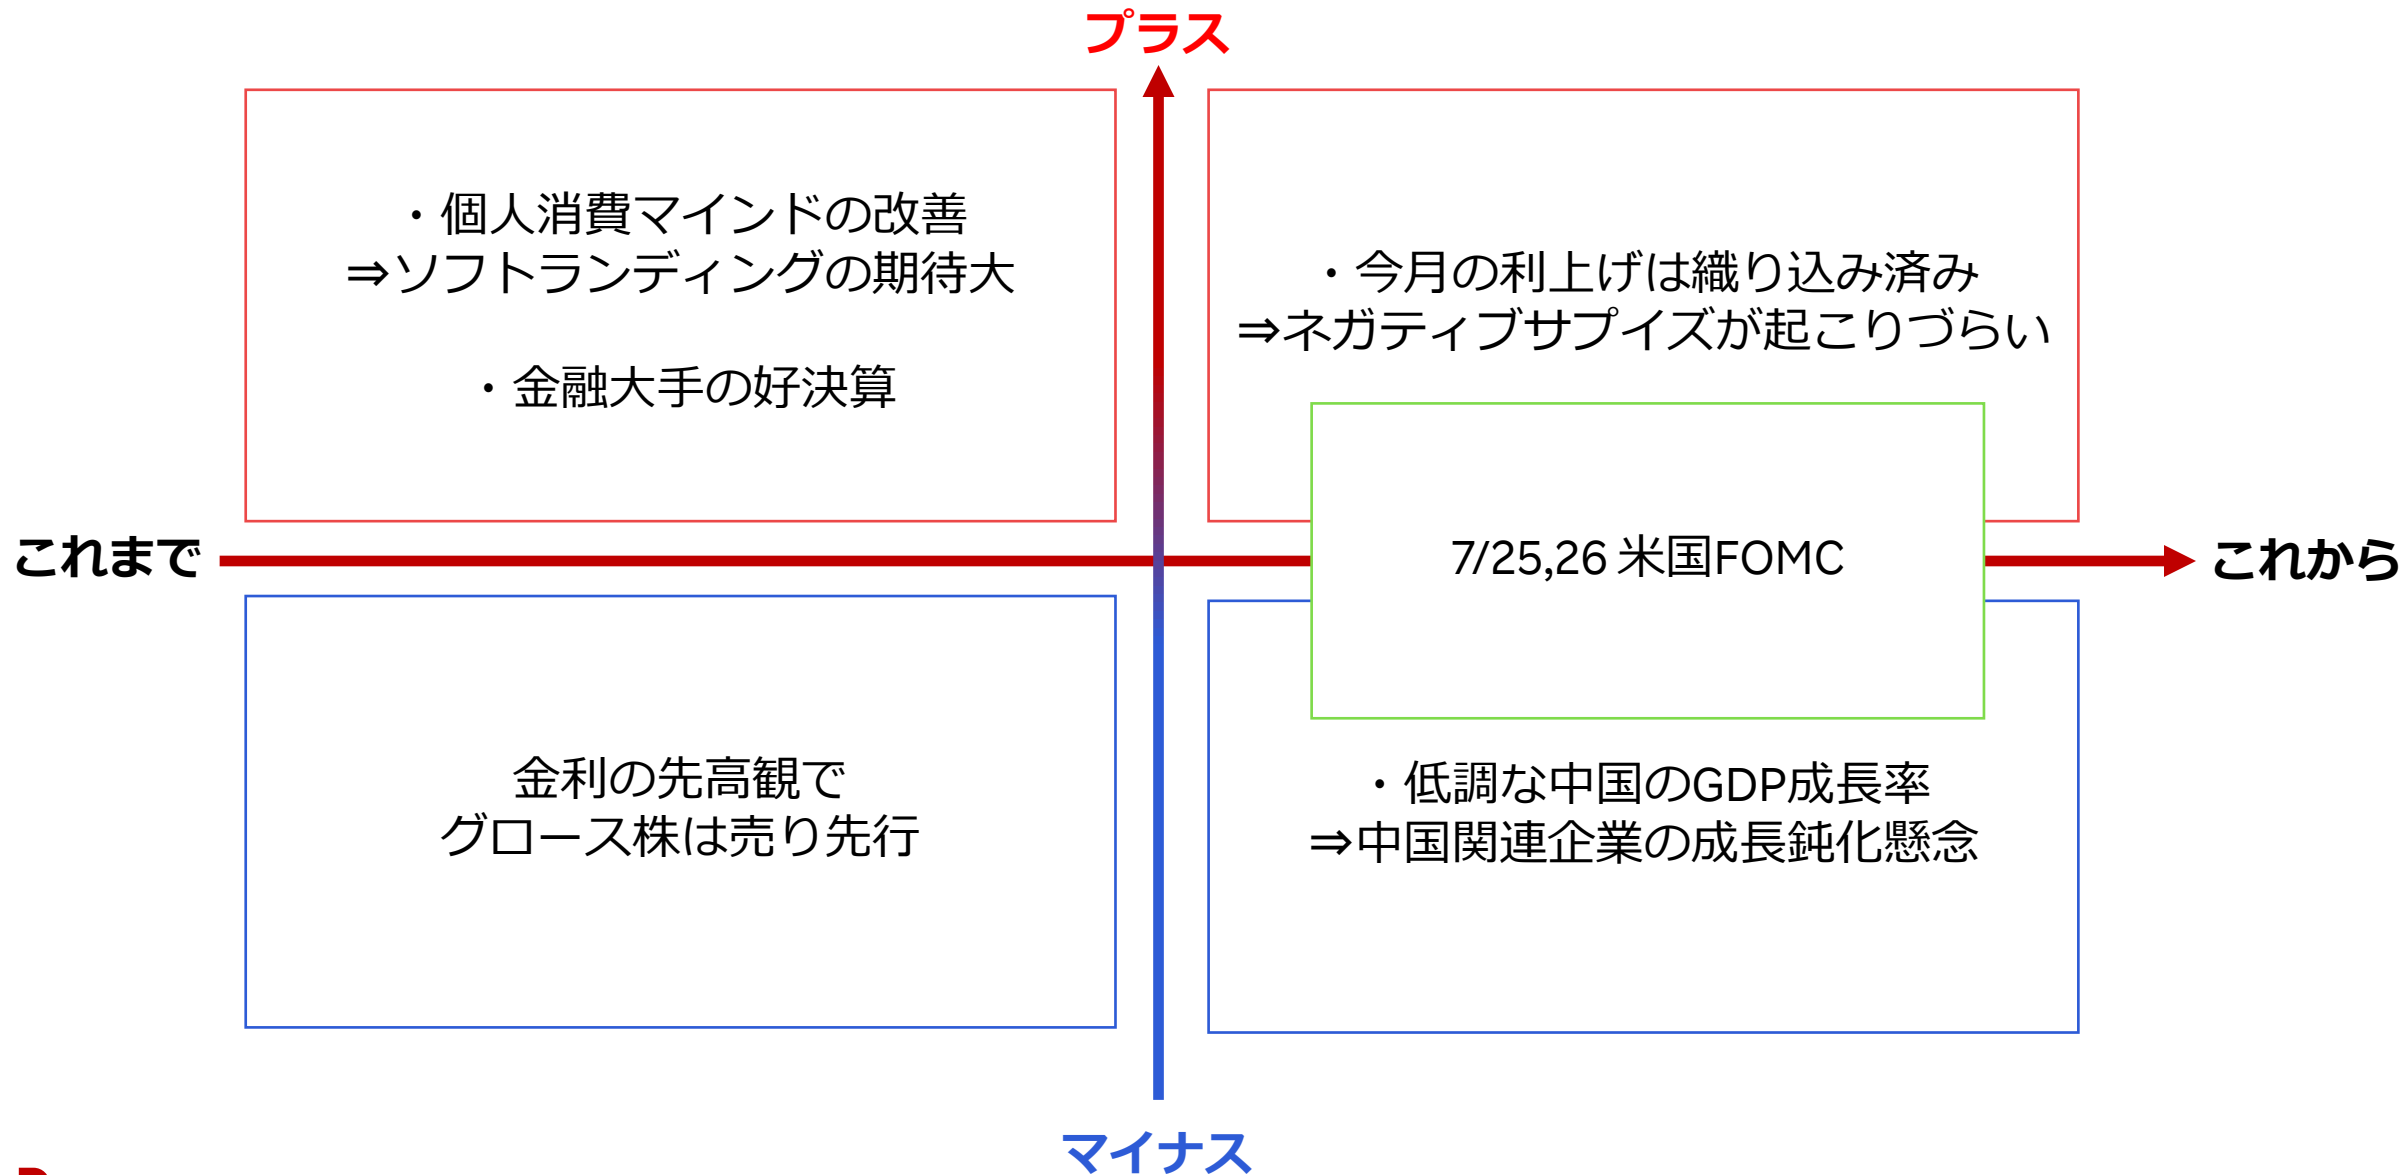 プラス
・個人消費マインドの改善
⇒ソフトランディングの期待大
・金融大手の好決算
・今月の利上げは織り込み済み
⇒ネガティブサプイズが起こりづらい
これまで
7/25,26 米国FOMC
これから
金利の先高観で
グロース株は売り先行
・低調な中国のGDP成長率
⇒中国関連企業の成長鈍化懸念
マイナス